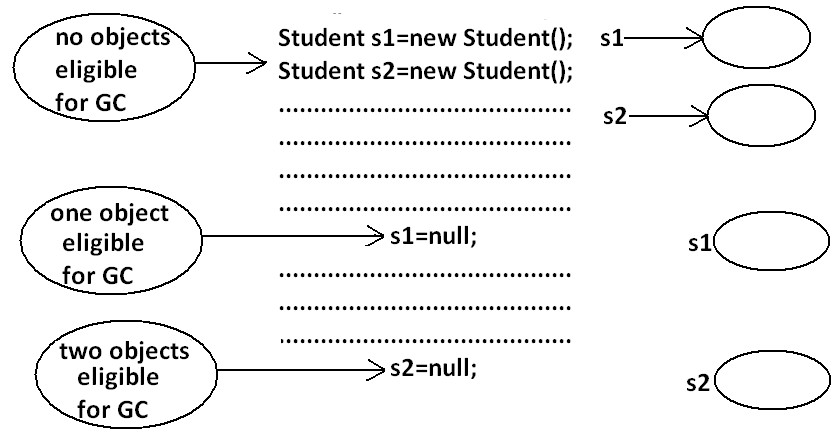 no objects
eligible
for GC
Student s1=new Student();
Student s2=new Student();
s1
s2
.............................................
.............................................
.............................................
.............................................
one object
eligible
for GC
s1=null;
s1
.............................................
.............................................
.............................................
two objects
eligible
for GC
s2=null;
s2